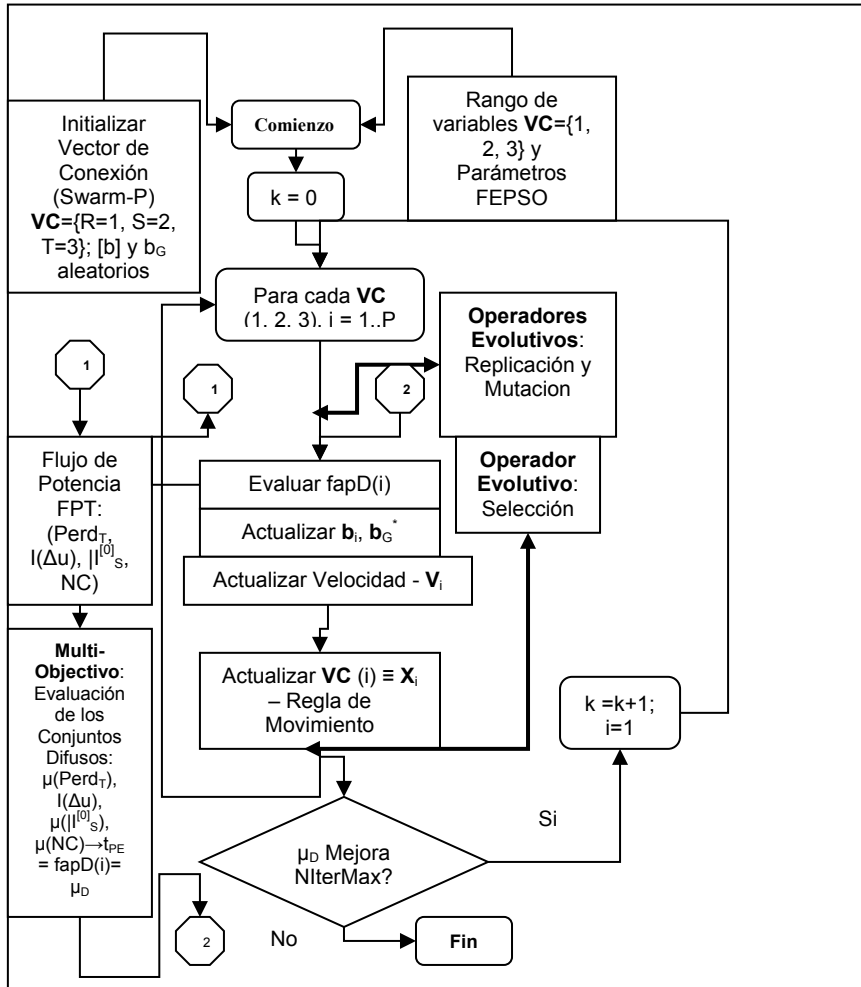 Initializar
Vector de
Conexión
(Swarm-P)
VC={R=1, S=2,
T=3}; [b] y bG
aleatorios
Comienzo
Rango de
variables VC={1,
2, 3} y
Parámetros
FEPSO
k = 0
Para cada VC
(1, 2, 3), i = 1..P
Operadores
Evolutivos:
Replicación y
Mutacion
1
1
2
Flujo de
Potencia
FPT:
(PerdT,
I(Δu), ||I[0]S,
NC)
Evaluar fapD(i)
Actualizar bi, bG*
Actualizar Velocidad - Vi
Operador
Evolutivo:
Selección
Multi-
Objectivo:
Evaluación
de los
Conjuntos
Difusos:
μ(PerdT),
I(Δu),
μ(||I[0]S),
μ(NC)→tPE
= fapD(i)=
μD
Actualizar VC (i) ≡ Xi
– Regla de
Movimiento
k =k+1;
i=1
Si
μD Mejora
NIterMax?
2
No
Fin